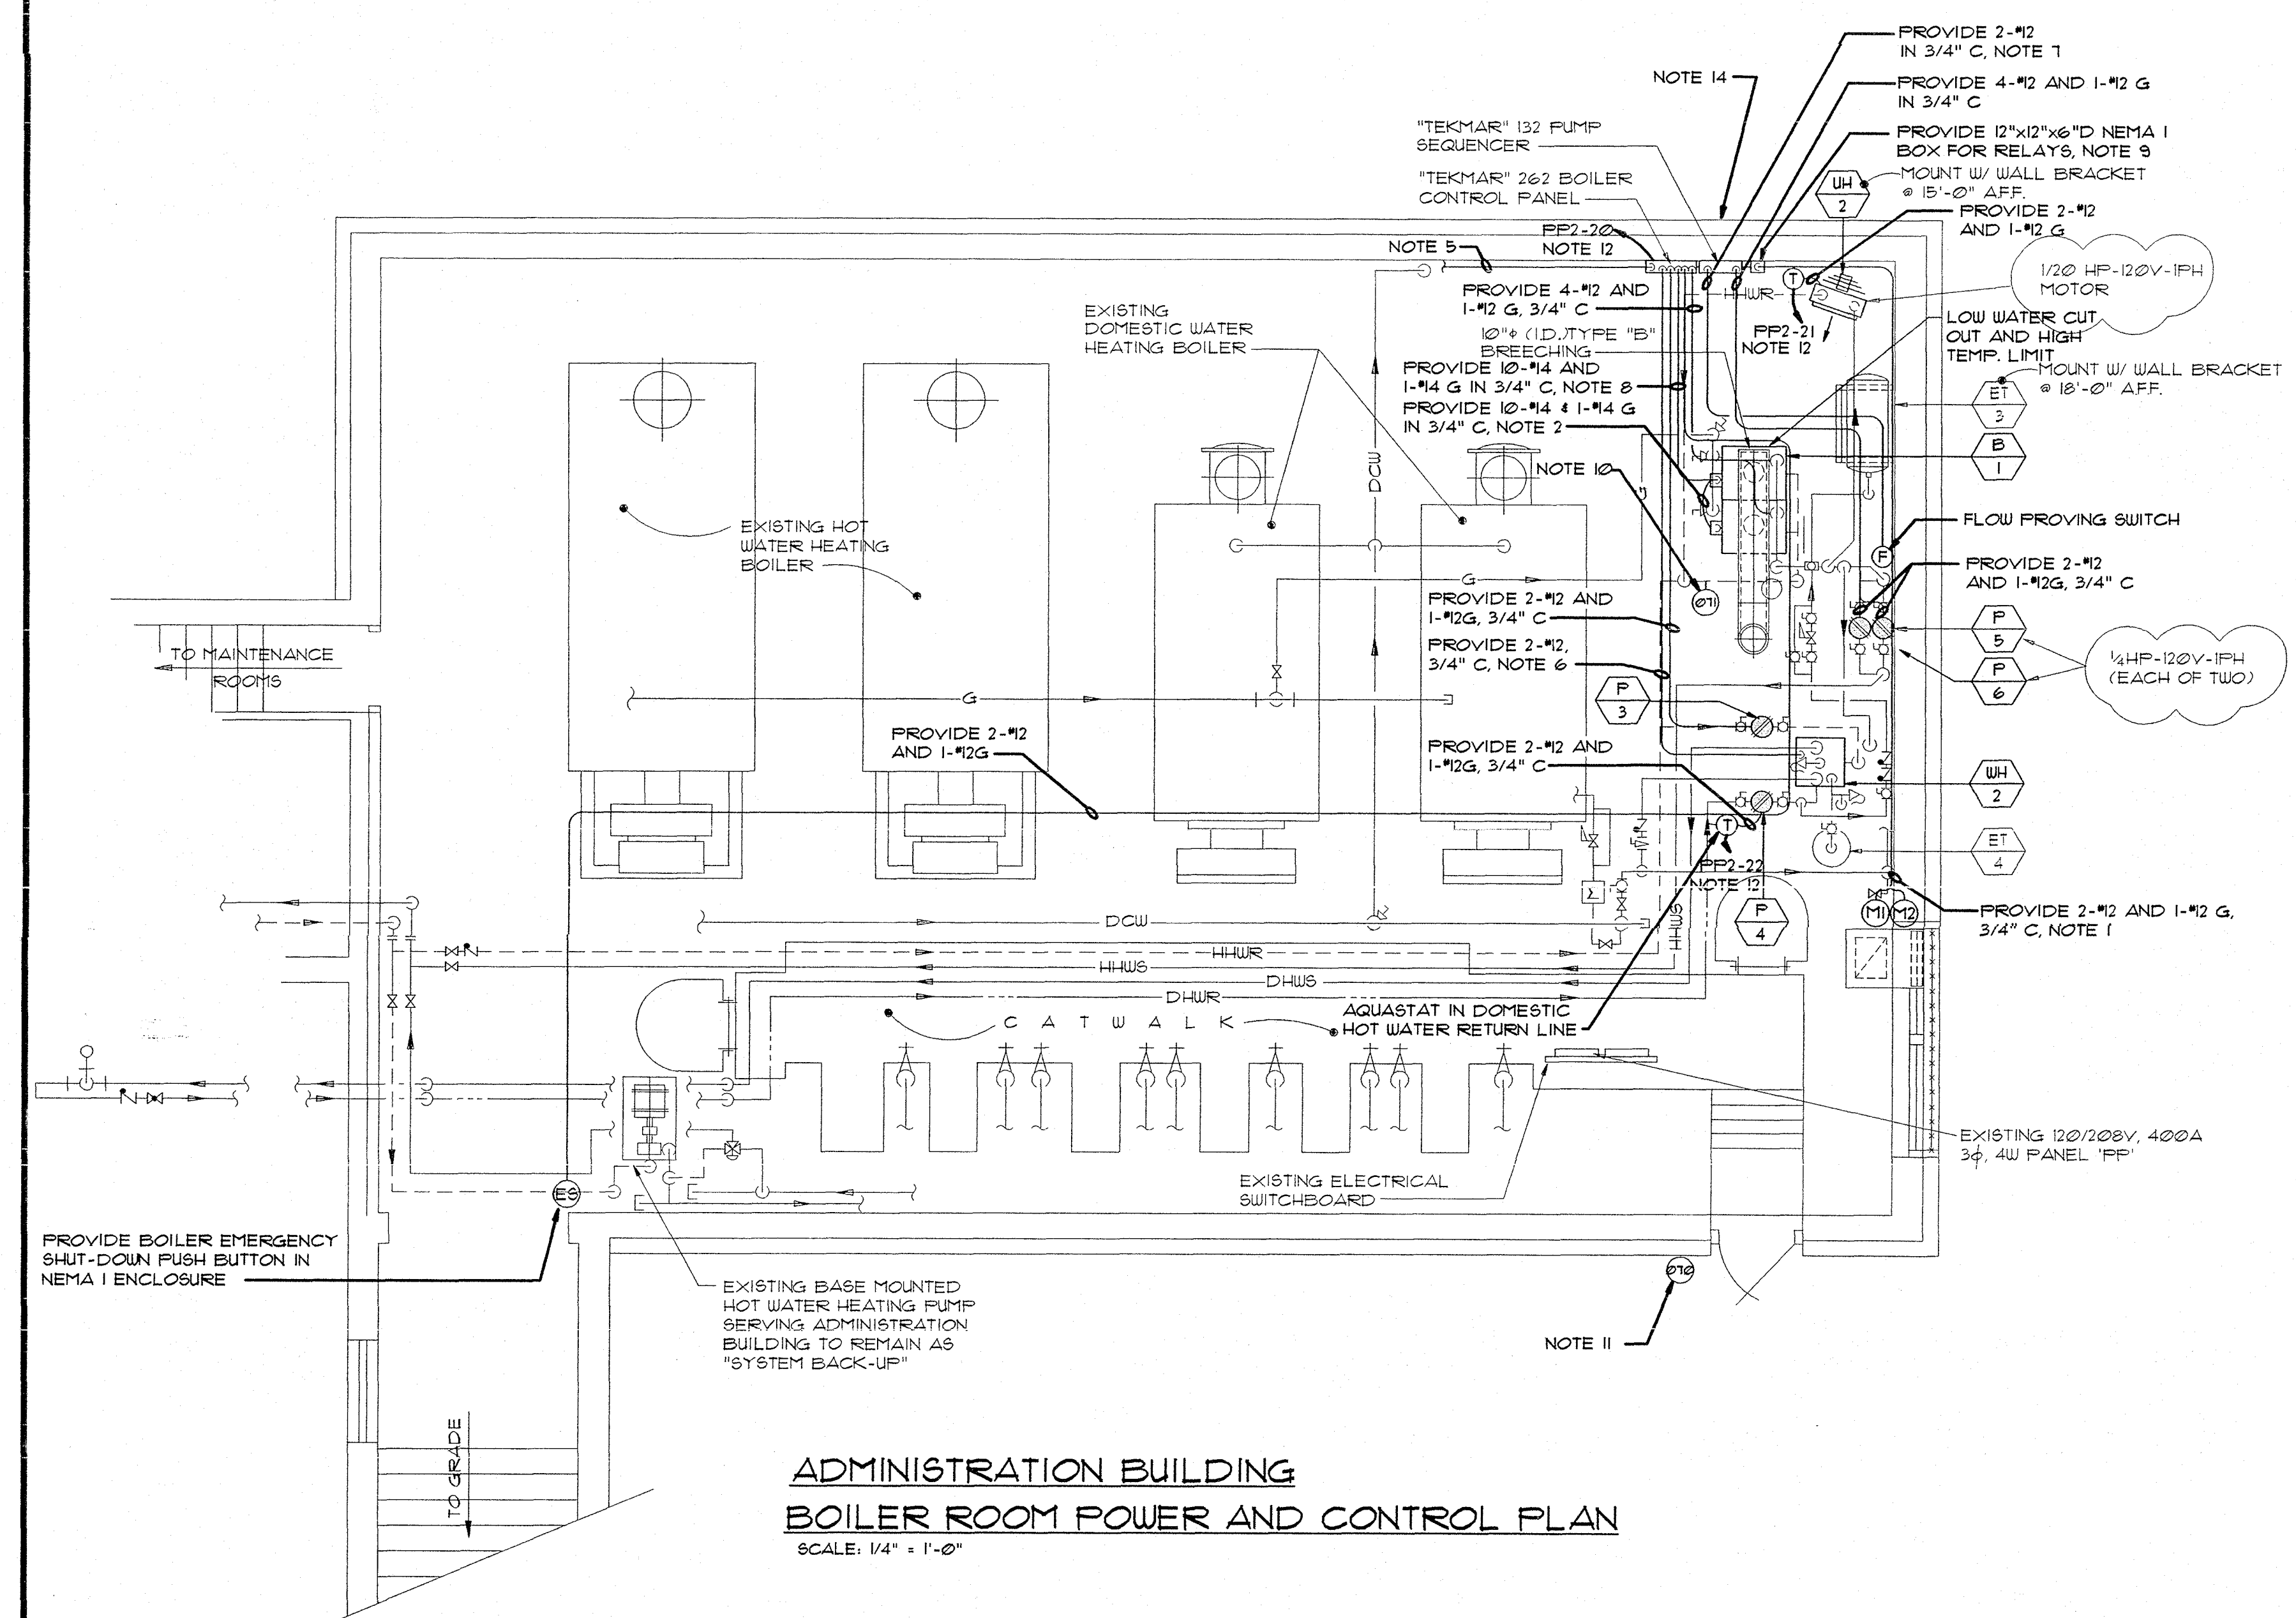 PROVIDE 2-#12
IN 3/4" C, NOTE 7
NOTE 14
PROVIDE 4-#12 AND 1-#12 G
IN 3/4" C
"TEKMAR" 132 PUMP
SEQUENCER
PROVIDE 12"x12"x6"D NEMA 1
BOX FOR RELAYS, NOTE 9
"TEKMAR" 262 BOILER
CONTROL PANEL
UH
2
MOUNT W/ WALL BRACKET
@ 15'-0" A.F.F.
PROVIDE 2-#12
AND 1-#12 G
PP2-20
NOTE 12
NOTE 5
1/20 HP-120V-1PH
MOTOR
T
HHWR
PROVIDE 4-#12 AND
1-#12 G, 3/4" C
EXISTING
DOMESTIC WATER
HEATING BOILER
10"ϕ (I.D.)TYPE "B"
BREECHING
PP2-21
NOTE 12
LOW WATER CUT
OUT AND HIGH
TEMP. LIMIT
MOUNT W/ WALL BRACKET
@ 18'-0" A.F.F.
PROVIDE 10-#14 AND
1-#14 G IN 3/4" C, NOTE 8
ET
3
PROVIDE 10-#14 & 1-#14 G
IN 3/4" C, NOTE 2
B
1
DCW
NOTE 10
G
EXISTING HOT
WATER HEATING
BOILER
FLOW PROVING SWITCH
F
PROVIDE 2-#12
AND 1-#12G, 3/4" C
G
071
PROVIDE 2-#12 AND
1-#12G, 3/4" C
P
5
PROVIDE 2-#12,
3/4" C, NOTE 6
1/4HP-120V-1PH
(EACH OF TWO)
P
6
TO MAINTENANCE
ROOMS
G
P
3
PROVIDE 2-#12
AND 1-#12G
PROVIDE 2-#12 AND
1-#12G, 3/4" C
WH
2
T
ET
4
PP2-22
NOTE 12
M1 M2
PROVIDE 2-#12 AND 1-#12 G,
3/4" C, NOTE 1
P
4
DCW
HHWS
HHWR
HHWS
DHWS
DHWR
CATWALK
AQUASTAT IN DOMESTIC
HOT WATER RETURN LINE
EXISTING 120/208V, 400A
3ϕ, 4W PANEL 'PP'
EXISTING ELECTRICAL
SWITCHBOARD
ES
PROVIDE BOILER EMERGENCY
SHUT-DOWN PUSH BUTTON IN
NEMA 1 ENCLOSURE
070
NOTE 11
EXISTING BASE MOUNTED
HOT WATER HEATING PUMP
SERVING ADMINISTRATION
BUILDING TO REMAIN AS
"SYSTEM BACK-UP"
TO GRADE
ADMINISTRATION BUILDING
BOILER ROOM POWER AND CONTROL PLAN
SCALE: 1/4" = 1'-0"